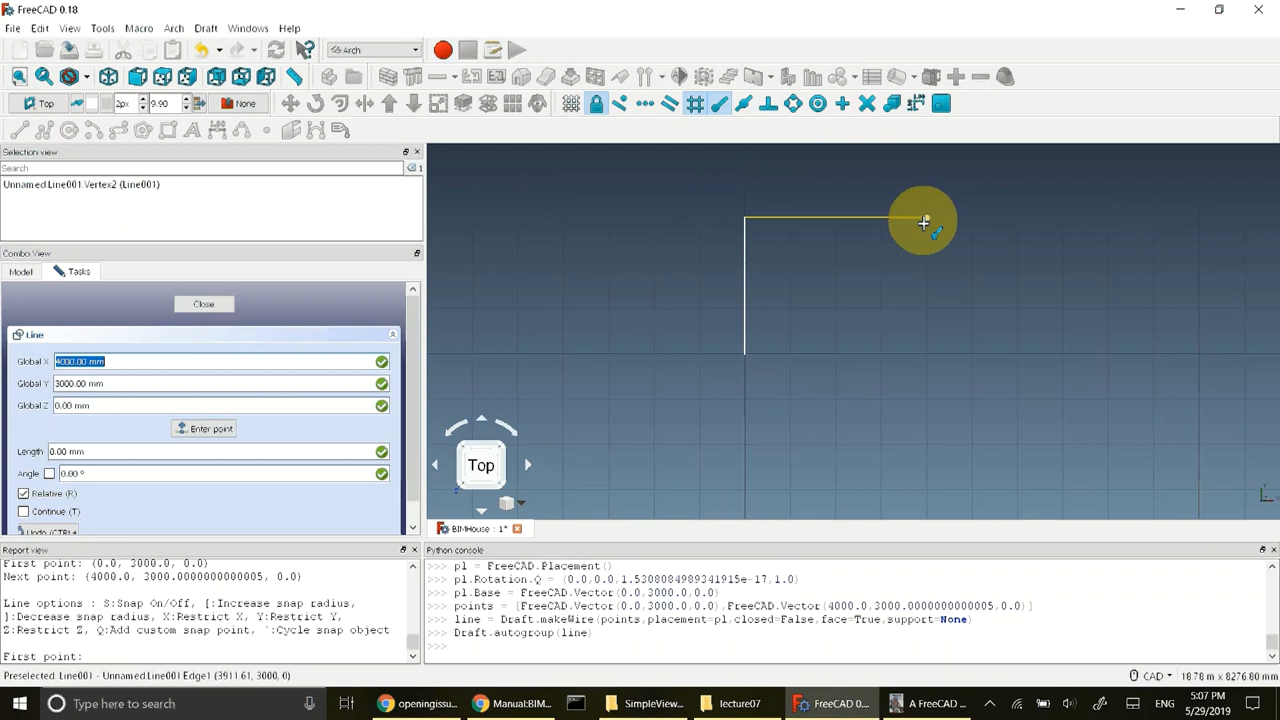 FreeCAD 0.18
File Edit View Tools Macro Arch Draft Windows Help
Arch
Top 2px 9.90 None
Selection view
Search
1
Unnamed.Line001.Vertex2 (Line001)
Combo View
Model Tasks
Close
Line
Global X 4000.00 mm
Global Y 3000.00 mm
Global Z 0.00 mm
Enter point
Length 0.00 mm
Angle 0.00 °
Relative (R)
Continue (T)
Undo (CTRL+
Top
BIMHouse : 1*
Report view
First point: (0.0, 3000.0, 0.0)
Next point: (4000.0, 3000.0000000000005, 0.0)
Line options : S:Snap On/Off, [:Increase snap radius,
]:Decrease snap radius, X:Restrict X, Y:Restrict Y,
Z:Restrict Z, Q:Add custom snap point, `:Cycle snap object
First point:
Python console
>>> pl = FreeCAD.Placement()
>>> pl.Rotation.Q = (0.0,0.0,1.5308084989341915e-17,1.0)
>>> pl.Base = FreeCAD.Vector(0.0,3000.0,0.0)
>>> points = [FreeCAD.Vector(0.0,3000.0,0.0),FreeCAD.Vector(4000.0,3000.0000000000005,0.0)]
>>> line = Draft.makeWire(points,placement=pl,closed=False,face=True,support=None)
>>> Draft.autogroup(line)
>>>
Preselected: Line001 - Unnamed.Line001.Edge1 (3911.61, 3000, 0)
CAD
18.78 m x 8276.80 mm
Type here to search
openingissu...
Manual:BIM...
SimpleView...
lecture07
FreeCAD 0...
A FreeCAD ...
ENG
5:07 PM
5/29/2019